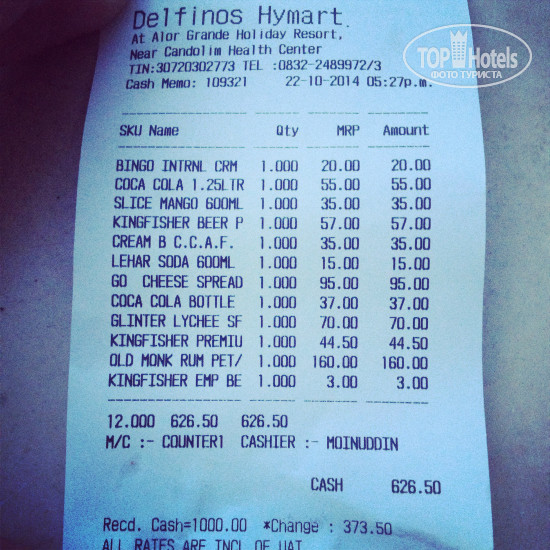 Delfinos Hymart.
At Alor Grande Holiday Resort,
Near Candolim Health Center
TIN:30720302773 TEL :0832-2489972/3
Cash Memo: 109321 22-10-2014 05:27p.m.
SKU Name Qty MRP Amount
BINGO INTRNL CRM 1.000 20.00 20.00
COCA COLA 1.25LTR 1.000 55.00 55.00
SLICE MANGO 600ML 1.000 35.00 35.00
KINGFISHER BEER P 1.000 57.00 57.00
CREAM B C.C.A.F. 1.000 35.00 35.00
LEHAR SODA 600ML 1.000 15.00 15.00
GO CHEESE SPREAD 1.000 95.00 95.00
COCA COLA BOTTLE 1.000 37.00 37.00
GLINTER LYCHEE SF 1.000 70.00 70.00
KINGFISHER PREMIU 1.000 44.50 44.50
OLD MONK RUM PET/ 1.000 160.00 160.00
KINGFISHER EMP BE 1.000 3.00 3.00
12.000 626.50 626.50
M/C :- COUNTER1 CASHIER :- MOINUDDIN
CASH 626.50
Recd. Cash=1000.00 *Change : 373.50
ALL RATES ARE INCL OF VAT
TOP Hotels
ФОТО ТУРИСТА